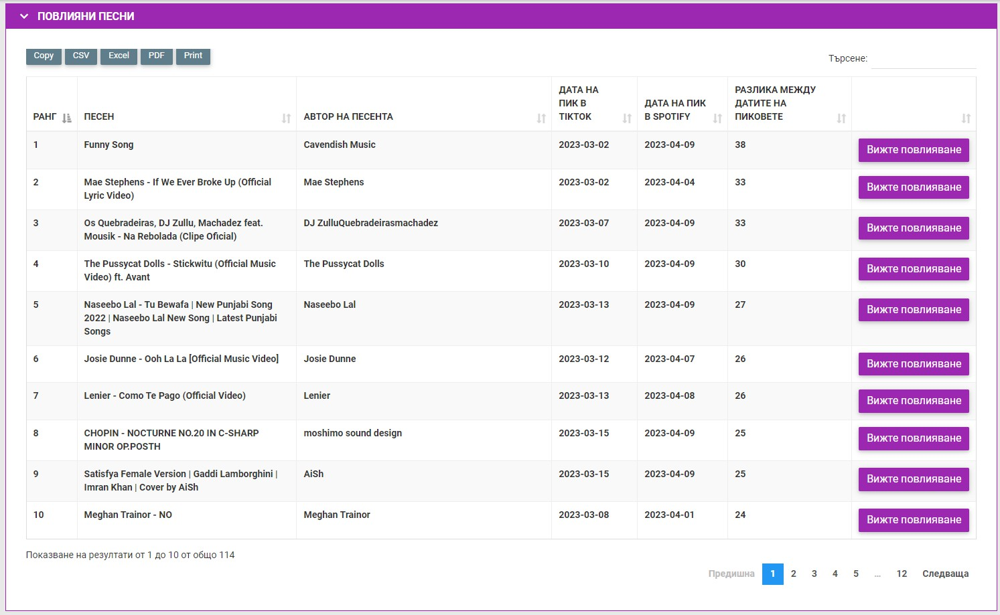 ПОВЛИЯНИ ПЕСНИ
Copy CSV Excel PDF Print
Търсене:
РАНГ ПЕСЕН АВТОР НА ПЕСЕНТА ДАТА НА ПИК В TIKTOK ДАТА НА ПИК В SPOTIFY РАЗЛИКА МЕЖДУ ДАТИТЕ НА ПИКОВЕТЕ
1 Funny Song Cavendish Music 2023-03-02 2023-04-09 38 Вижте повлияване
2 Mae Stephens - If We Ever Broke Up (Official Mae Stephens 2023-03-02 2023-04-04 33 Вижте повлияване
Lyric Video)
3 Os Quebradeiras, DJ Zullu, Machadez feat. DJ ZulluQuebradeirasmachadez 2023-03-07 2023-04-09 33 Вижте повлияване
Mousik - Na Rebolada (Clipe Oficial)
4 The Pussycat Dolls - Stickwitu (Official Music The Pussycat Dolls 2023-03-10 2023-04-09 30 Вижте повлияване
Video) ft. Avant
5 Naseebo Lal - Tu Bewafa | New Punjabi Song Naseebo Lal 2023-03-13 2023-04-09 27 Вижте повлияване
2022 | Naseebo Lal New Song | Latest Punjabi
Songs
6 Josie Dunne - Ooh La La [Official Music Video] Josie Dunne 2023-03-12 2023-04-07 26 Вижте повлияване
7 Lenier - Como Te Pago (Official Video) Lenier 2023-03-13 2023-04-08 26 Вижте повлияване
8 CHOPIN - NOCTURNE NO.20 IN C-SHARP moshimo sound design 2023-03-15 2023-04-09 25 Вижте повлияване
MINOR OP.POSTH
9 Satisfya Female Version | Gaddi Lamborghini | AiSh 2023-03-15 2023-04-09 25 Вижте повлияване
Imran Khan | Cover by AiSh
10 Meghan Trainor - NO Meghan Trainor 2023-03-08 2023-04-01 24 Вижте повлияване
Показване на резултати от 1 до 10 от общо 114
Предишна 1 2 3 4 5 ... 12 Следваща